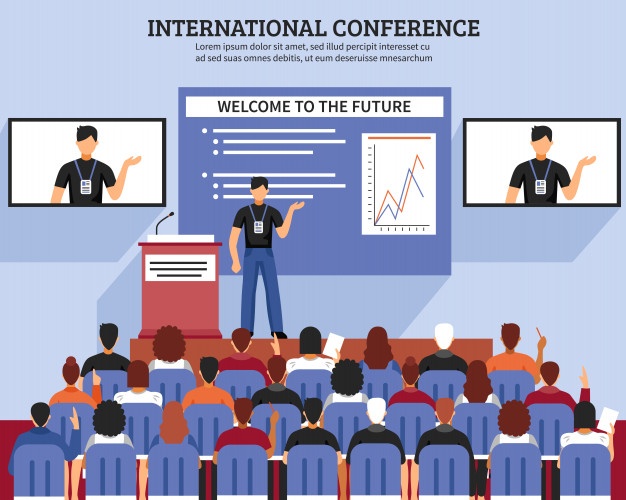 INTERNATIONAL CONFERENCE
Lorem ipsum dolor sit amet, sed illud percipit interesset cu
ad sed suas omnes debitis, ut eum deseruisse mnesarchum
WELCOME TO THE FUTURE